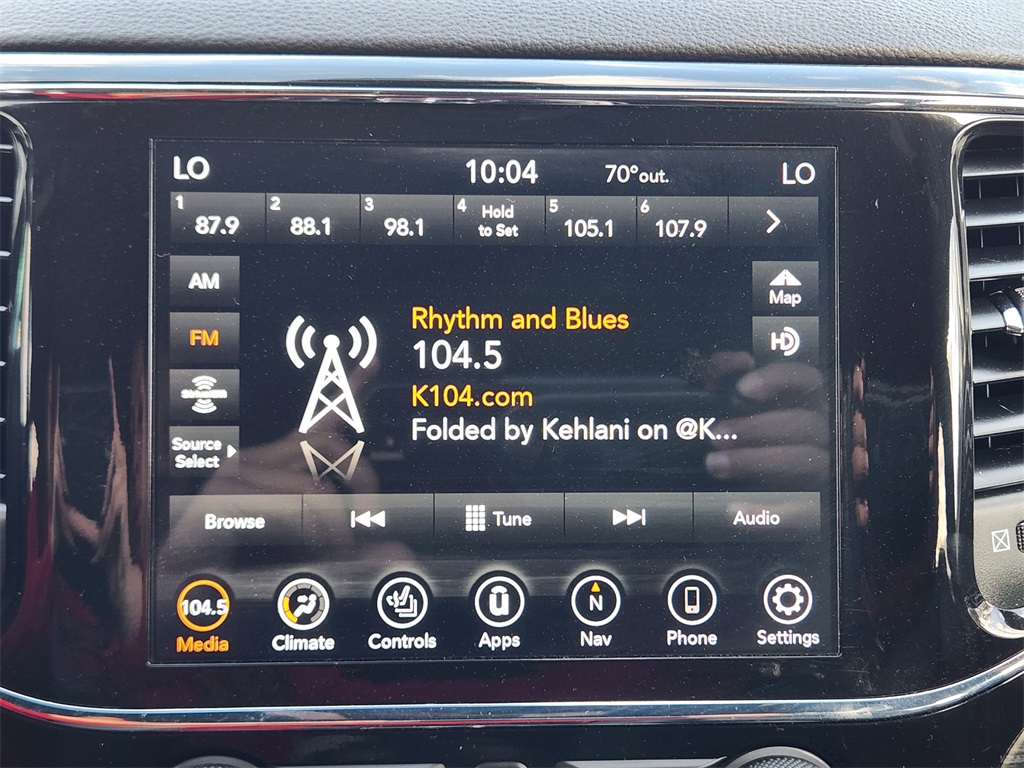 LO 10:04 70°out. LO
1 87.9 2 88.1 3 98.1 4 Hold to Set 5 105.1 6 107.9
AM
Map
Rhythm and Blues
FM
104.5
HD
K104.com
SiriusXM
Folded by Kehlani on @K...
Source
Select
Browse Tune Audio
104.5 N
Media Climate Controls Apps Nav Phone Settings